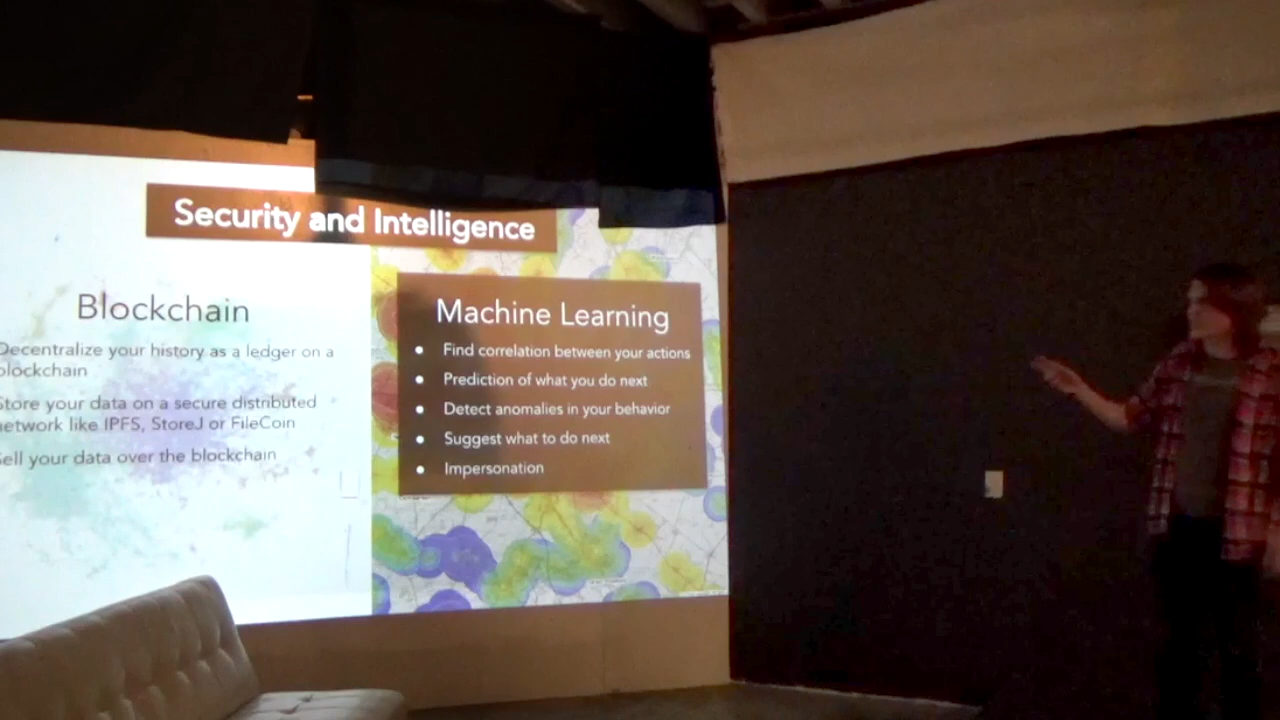 Security and Intelligence
Blockchain
Decentralize your history as a ledger on a
blockchain
Store your data on a secure distributed
network like IPFS, StoreJ or FileCoin
Sell your data over the blockchain
Machine Learning
Find correlation between your actions
Prediction of what you do next
Detect anomalies in your behavior
Suggest what to do next
Impersonation